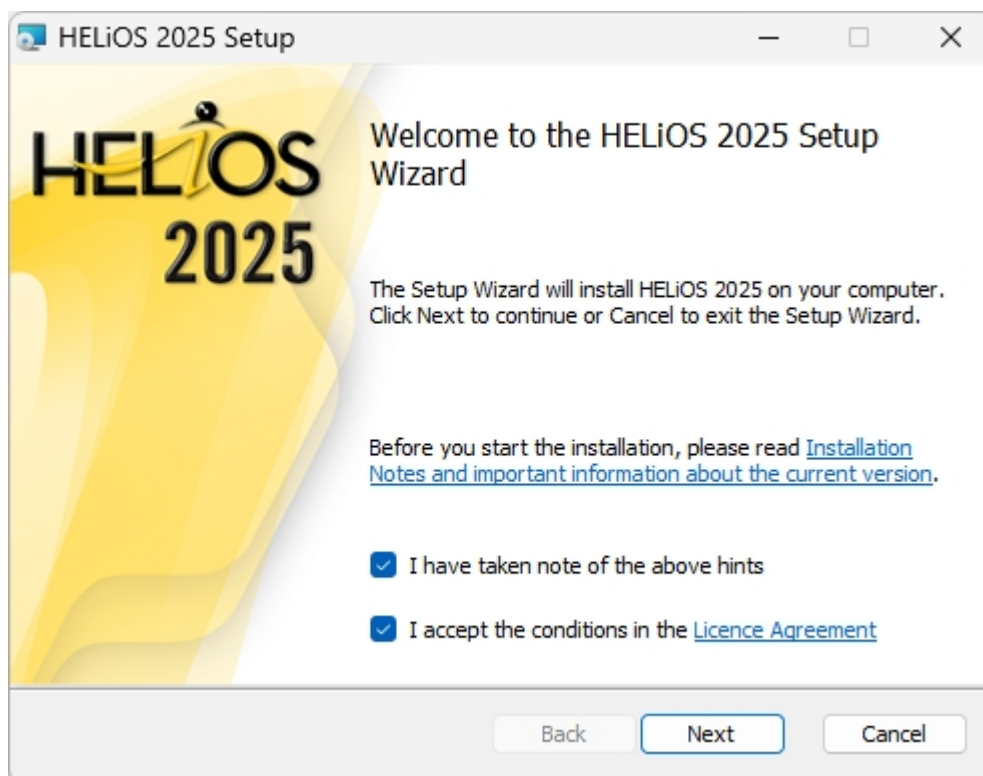 HELiOS 2025 Setup
HELiOS
2025
Welcome to the HELiOS 2025 Setup
Wizard
The Setup Wizard will install HELiOS 2025 on your computer.
Click Next to continue or Cancel to exit the Setup Wizard.
Before you start the installation, please read Installation
Notes and important information about the current version.
I have taken note of the above hints
I accept the conditions in the Licence Agreement
Back Next Cancel